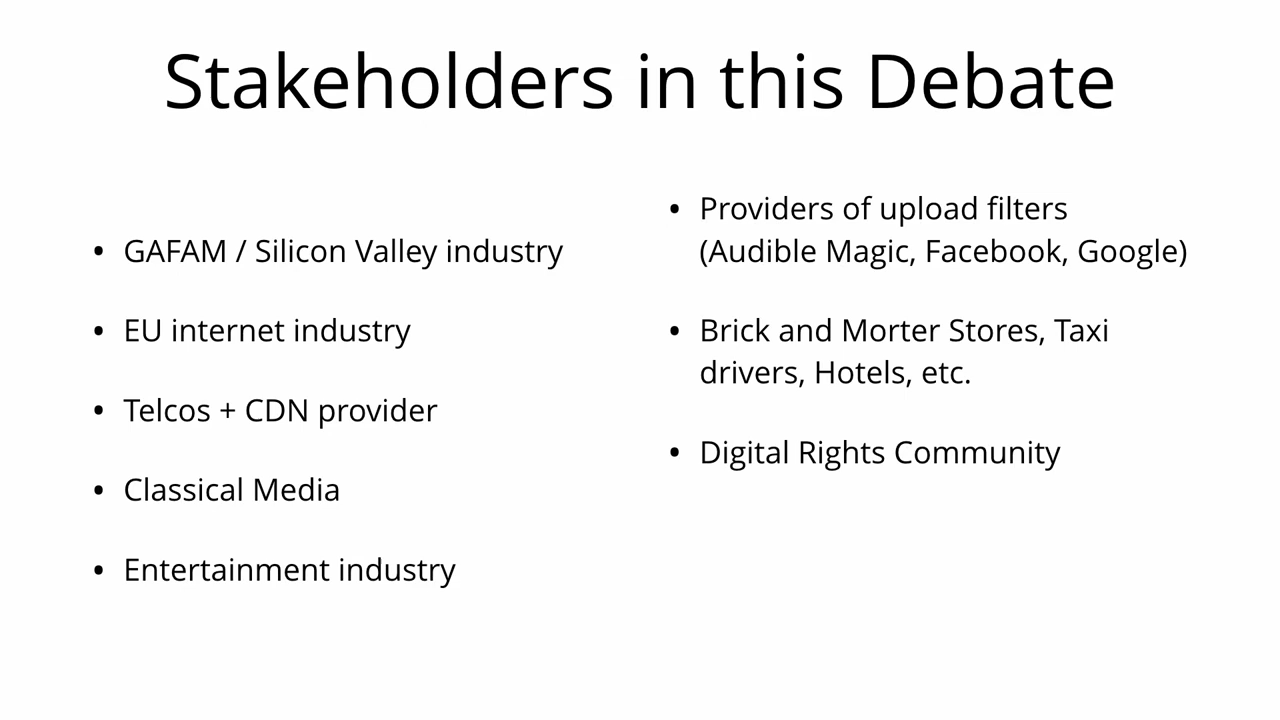 Stakeholders in this Debate
• GAFAM / Silicon Valley industry
• EU internet industry
• Telcos + CDN provider
• Classical Media
• Entertainment industry
• Providers of upload filters
(Audible Magic, Facebook, Google)
• Brick and Morter Stores, Taxi
drivers, Hotels, etc.
• Digital Rights Community